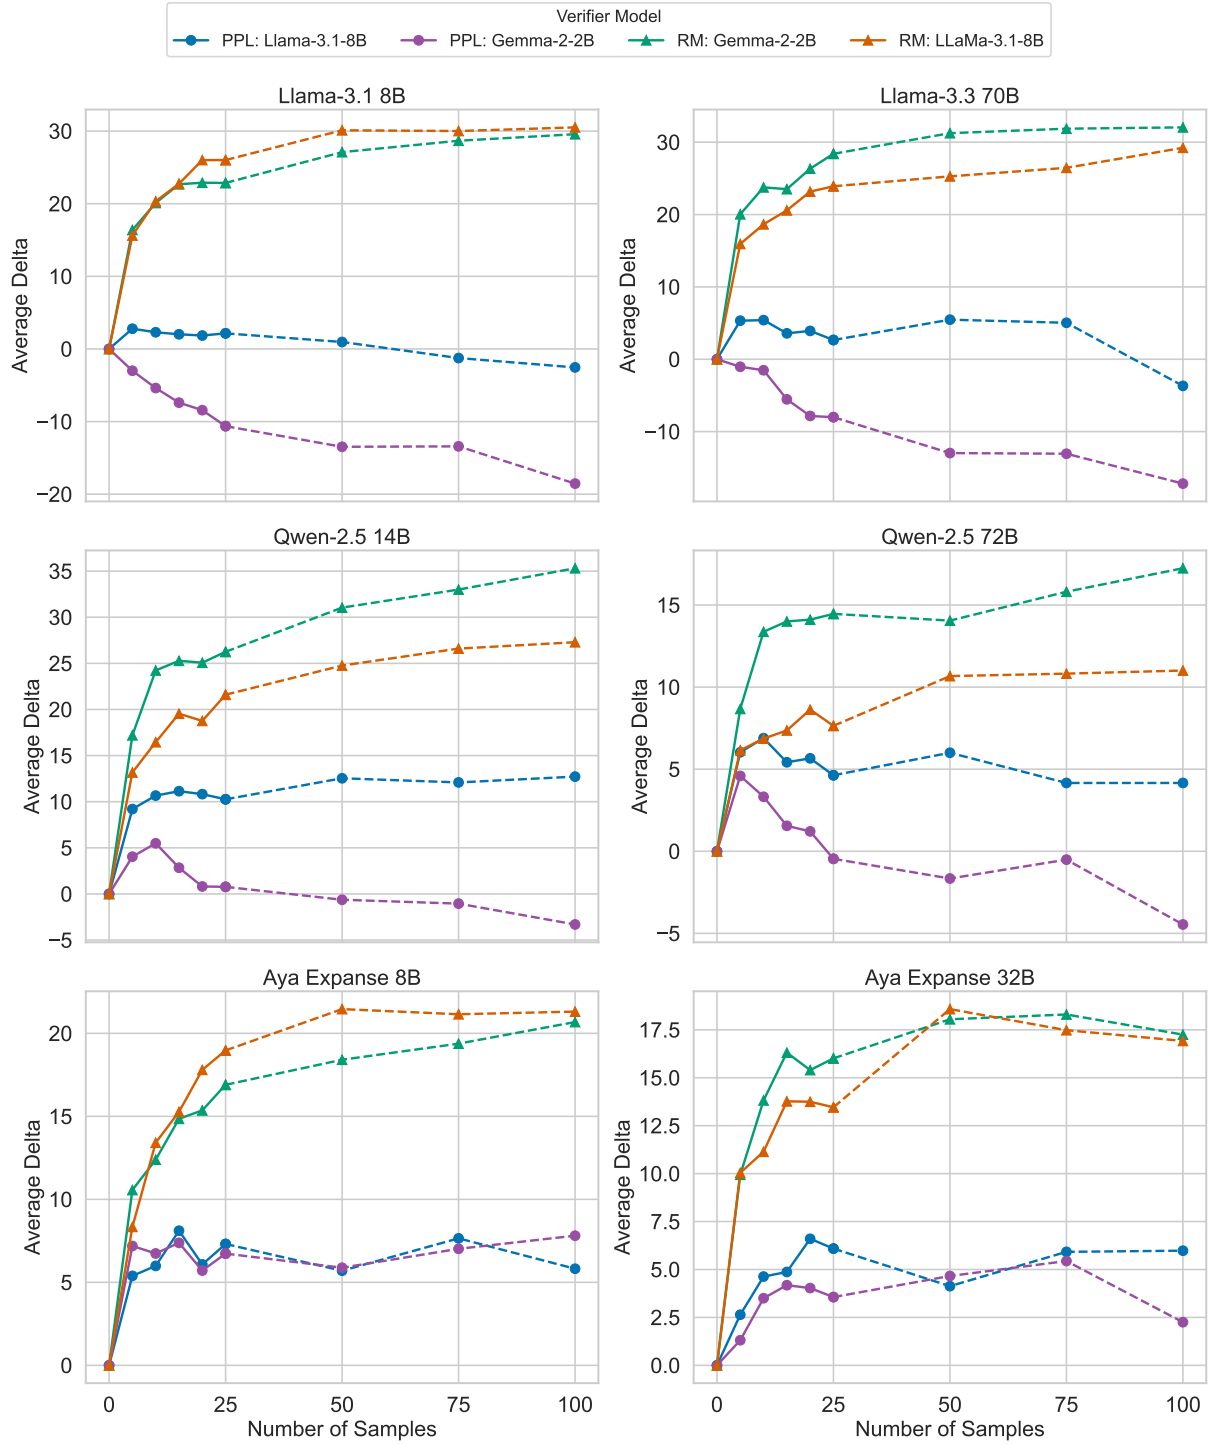 Verifier Model
PPL: Llama-3.1-8B PPL: Gemma-2-2B RM: Gemma-2-2B RM: LLaMa-3.1-8B
Llama-3.1 8B
Average Delta
30
20
10
0
−10
−20
Llama-3.3 70B
Average Delta
30
20
10
0
−10
Qwen-2.5 14B
Average Delta
35
30
25
20
15
10
5
0
−5
Qwen-2.5 72B
Average Delta
15
10
5
0
−5
Aya Expanse 8B
Average Delta
20
15
10
5
0
0 25 50 75 100
Number of Samples
Aya Expanse 32B
Average Delta
17.5
15.0
12.5
10.0
7.5
5.0
2.5
0.0
0 25 50 75 100
Number of Samples